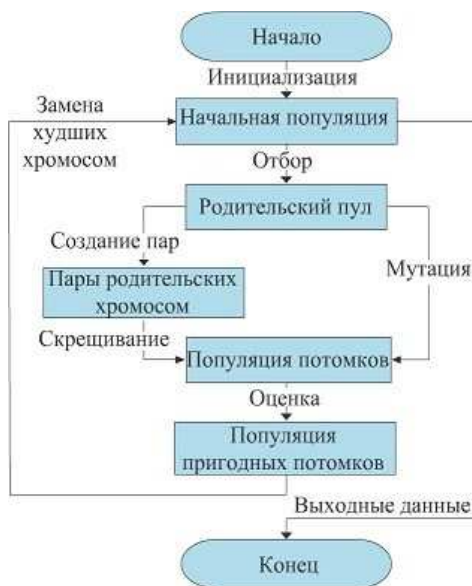 Начало
Инициализация
Замена
худших
хромосом
Начальная популяция
Отбор
Родительский пул
Создание пар
Мутация
Пары родительских
хромосом
Скрещивание
Популяция потомков
Оценка
Популяция
пригодных потомков
Выходные данные
Конец